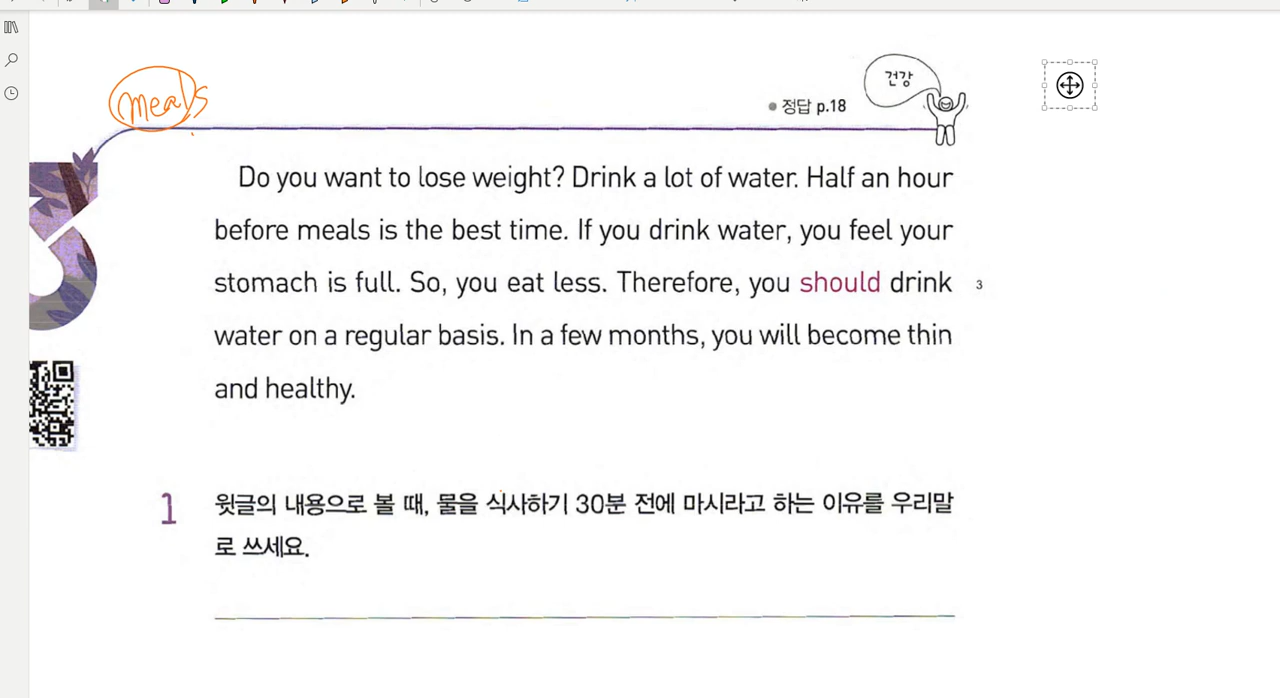 meals
건강
정답 p.18
Do you want to lose weight? Drink a lot of water. Half an hour
before meals is the best time. If you drink water, you feel your
stomach is full. So, you eat less. Therefore, you should drink 3
water on a regular basis. In a few months, you will become thin
and healthy.
1 윗글의 내용으로 볼 때, 물을 식사하기 30분 전에 마시라고 하는 이유를 우리말
로 쓰세요.